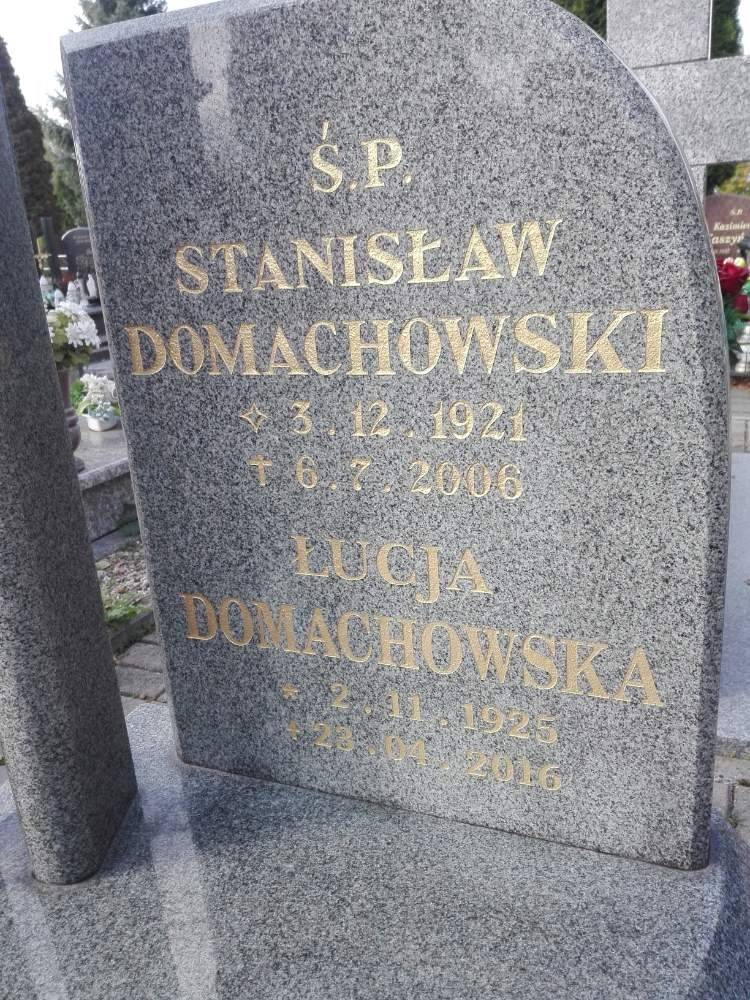 Ś.P.
STANISŁAW
DOMACHOWSKI
✧ 3.12.1921
✝ 6.7.2006
ŁUCJA
DOMACHOWSKA
* 2.11.1925
✝ 23.04.2016
Ś.P.